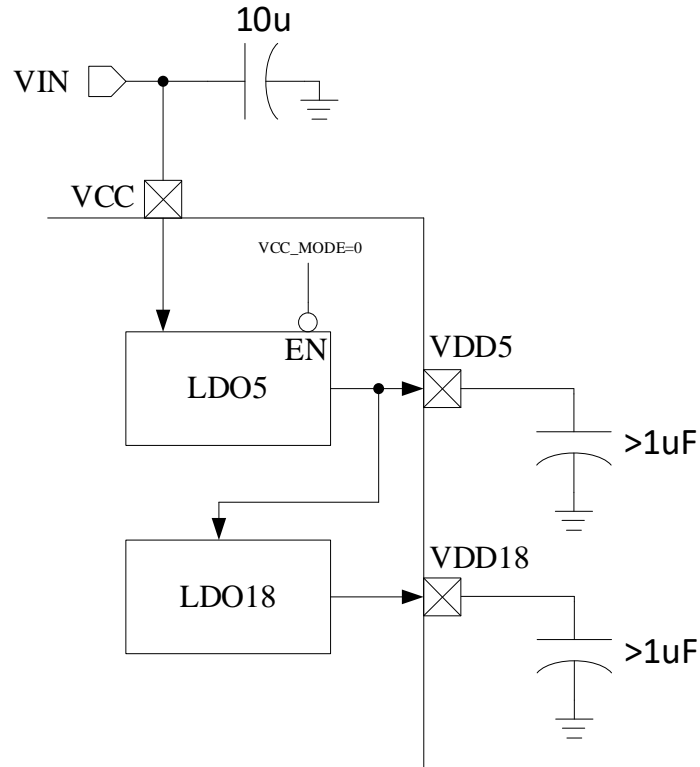 10u
VIN
VCC
VCC_MODE=0
EN
LDO5
VDD5
>1uF
LDO18
VDD18
>1uF